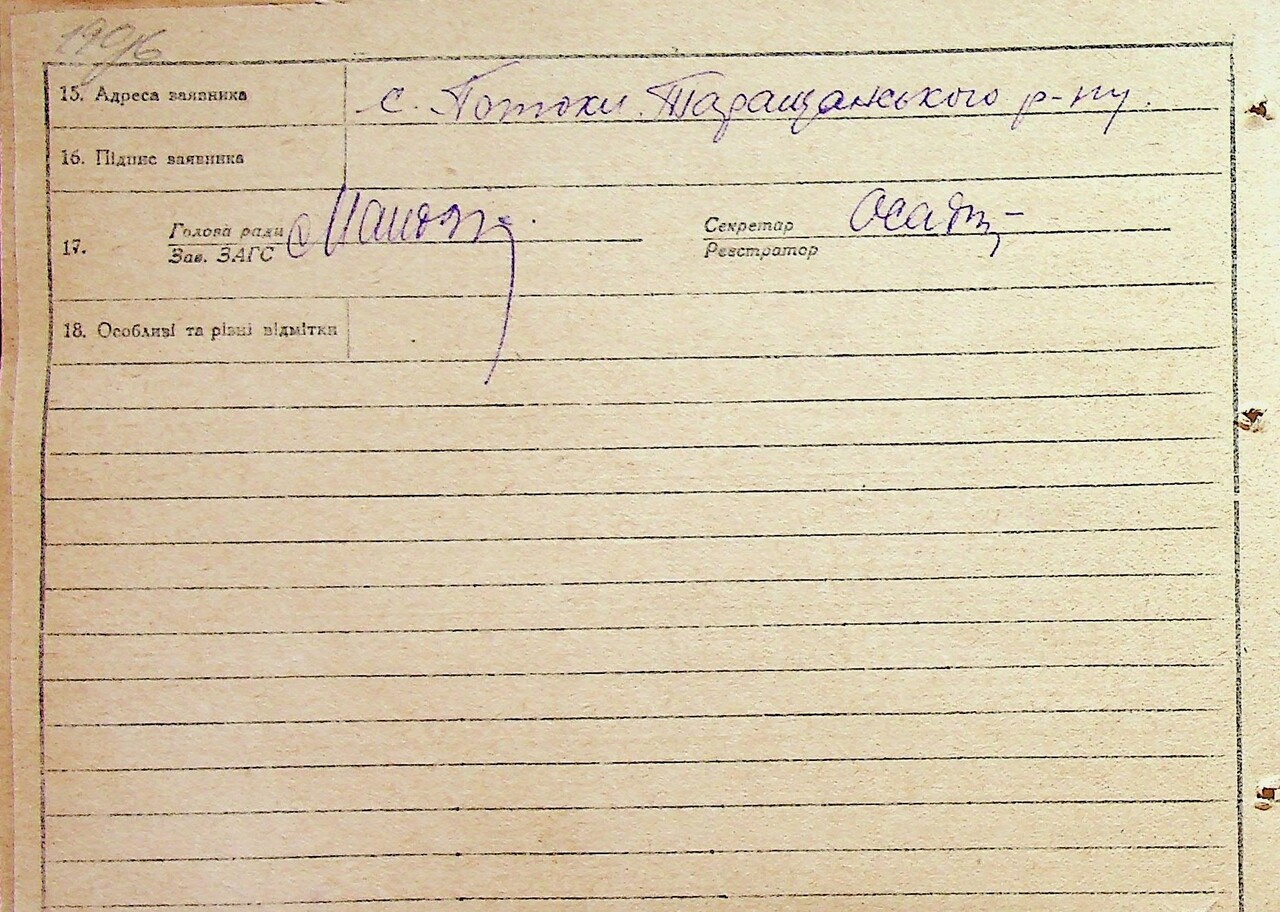 15. Адреса заявника с. Потоки Таращанського р-ну.
16. Підпис заявника
17. Голова ради Секретар
Зав. ЗАГС Реєстратор
18. Особливі та різні відмітки